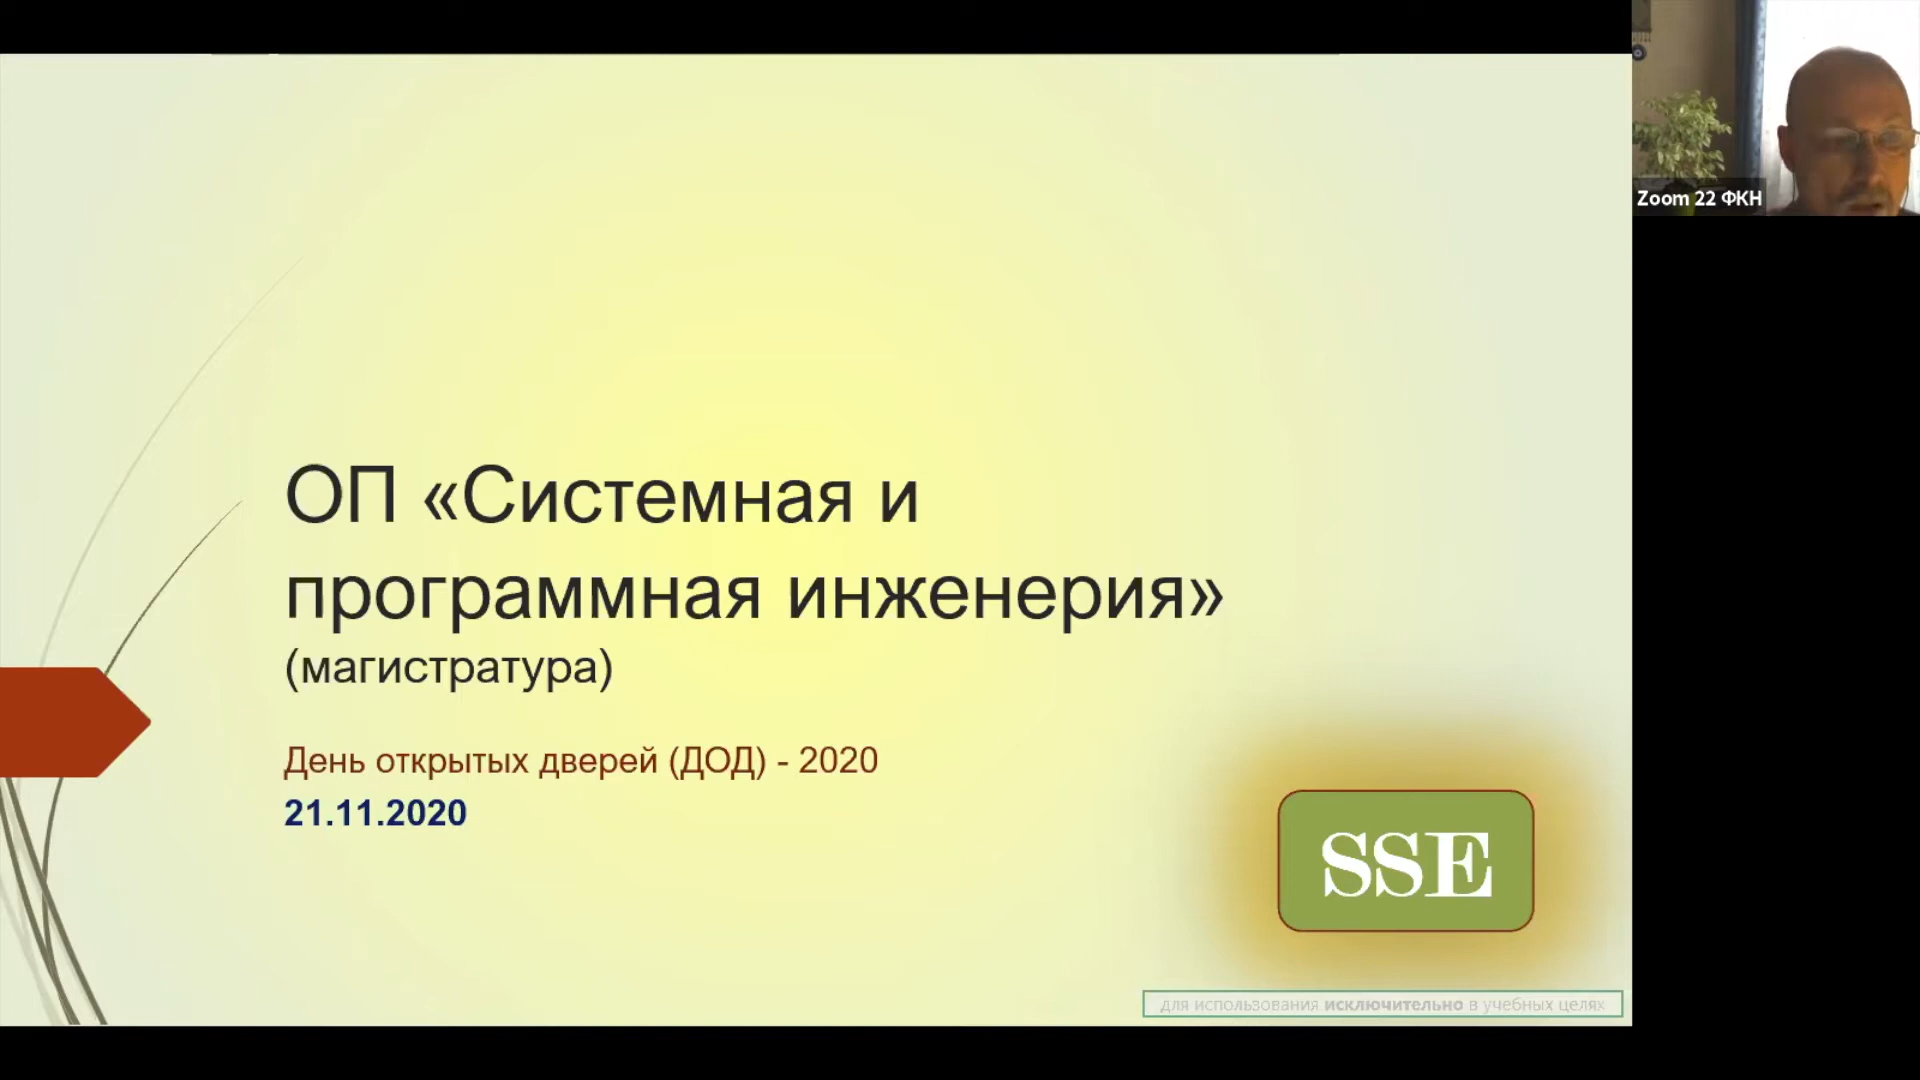 Zoom 22 ФКН
ОП «Системная и
программная инженерия»
(магистратура)
День открытых дверей (ДОД) - 2020
21.11.2020
SSE
для использования исключительно в учебных целях